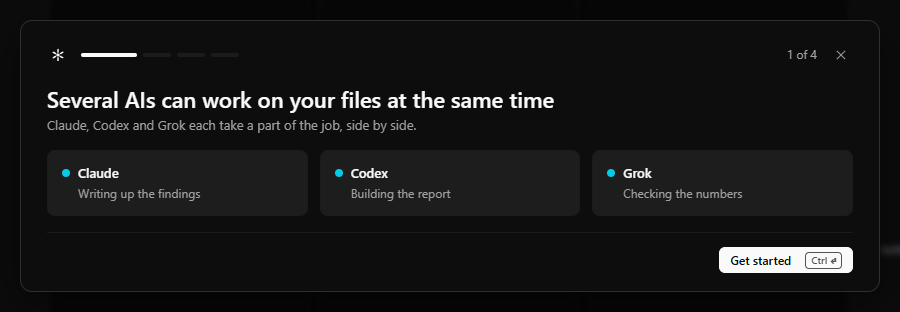 1 of 4
Several AIs can work on your files at the same time
Claude, Codex and Grok each take a part of the job, side by side.
Claude
Writing up the findings
Codex
Building the report
Grok
Checking the numbers
Get started Ctrl ⏎